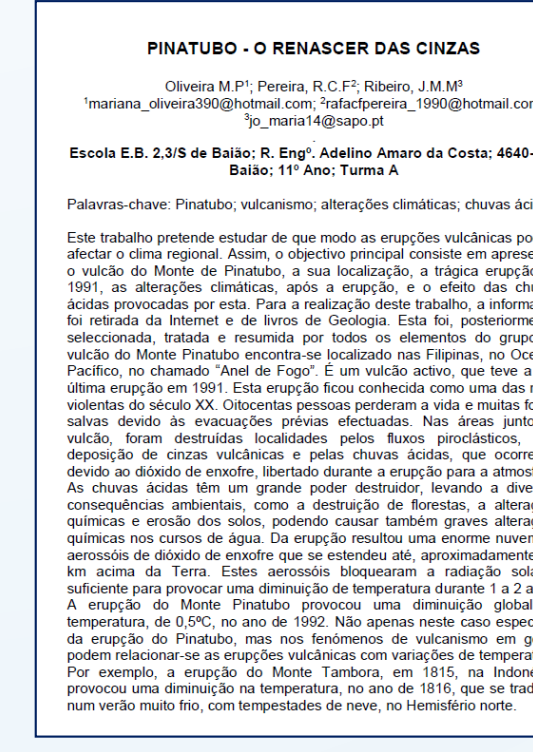 PINATUBO - O RENASCER DAS CINZAS
Oliveira M.P¹; Pereira, R.C.F²; Ribeiro, J.M.M³
¹mariana_oliveira390@hotmail.com; ²rafacfpereira_1990@hotmail.com
³jo_maria14@sapo.pt
.
Escola E.B. 2,3/S de Baião; R. Engº. Adelino Amaro da Costa; 4640-
Baião; 11º Ano; Turma A
Palavras-chave: Pinatubo; vulcanismo; alterações climáticas; chuvas áci
Este trabalho pretende estudar de que modo as erupções vulcânicas po
afectar o clima regional. Assim, o objectivo principal consiste em aprese
o vulcão do Monte de Pinatubo, a sua localização, a trágica erupçã
1991, as alterações climáticas, após a erupção, e o efeito das chu
ácidas provocadas por esta. Para a realização deste trabalho, a informa
foi retirada da Internet e de livros de Geologia. Esta foi, posteriorme
seleccionada, tratada e resumida por todos os elementos do grupo
vulcão do Monte Pinatubo encontra-se localizado nas Filipinas, no Oce
Pacífico, no chamado “Anel de Fogo”. É um vulcão activo, que teve a
última erupção em 1991. Esta erupção ficou conhecida como uma das m
violentas do século XX. Oitocentas pessoas perderam a vida e muitas fo
salvas devido às evacuações prévias efectuadas. Nas áreas junto
vulcão, foram destruídas localidades pelos fluxos piroclásticos,
deposição de cinzas vulcânicas e pelas chuvas ácidas, que ocorre
devido ao dióxido de enxofre, libertado durante a erupção para a atmosf
As chuvas ácidas têm um grande poder destruidor, levando a dive
consequências ambientais, como a destruição de florestas, a altera
químicas e erosão dos solos, podendo causar também graves altera
químicas nos cursos de água. Da erupção resultou uma enorme nuvem
aerossóis de dióxido de enxofre que se estendeu até, aproximadamente
km acima da Terra. Estes aerossóis bloquearam a radiação sola
suficiente para provocar uma diminuição de temperatura durante 1 a 2 a
A erupção do Monte Pinatubo provocou uma diminuição global
temperatura, de 0,5ºC, no ano de 1992. Não apenas neste caso espec
da erupção do Pinatubo, mas nos fenómenos de vulcanismo em ge
podem relacionar-se as erupções vulcânicas com variações de tempera
Por exemplo, a erupção do Monte Tambora, em 1815, na Indone
provocou uma diminuição na temperatura, no ano de 1816, que se trad
num verão muito frio, com tempestades de neve, no Hemisfério norte.